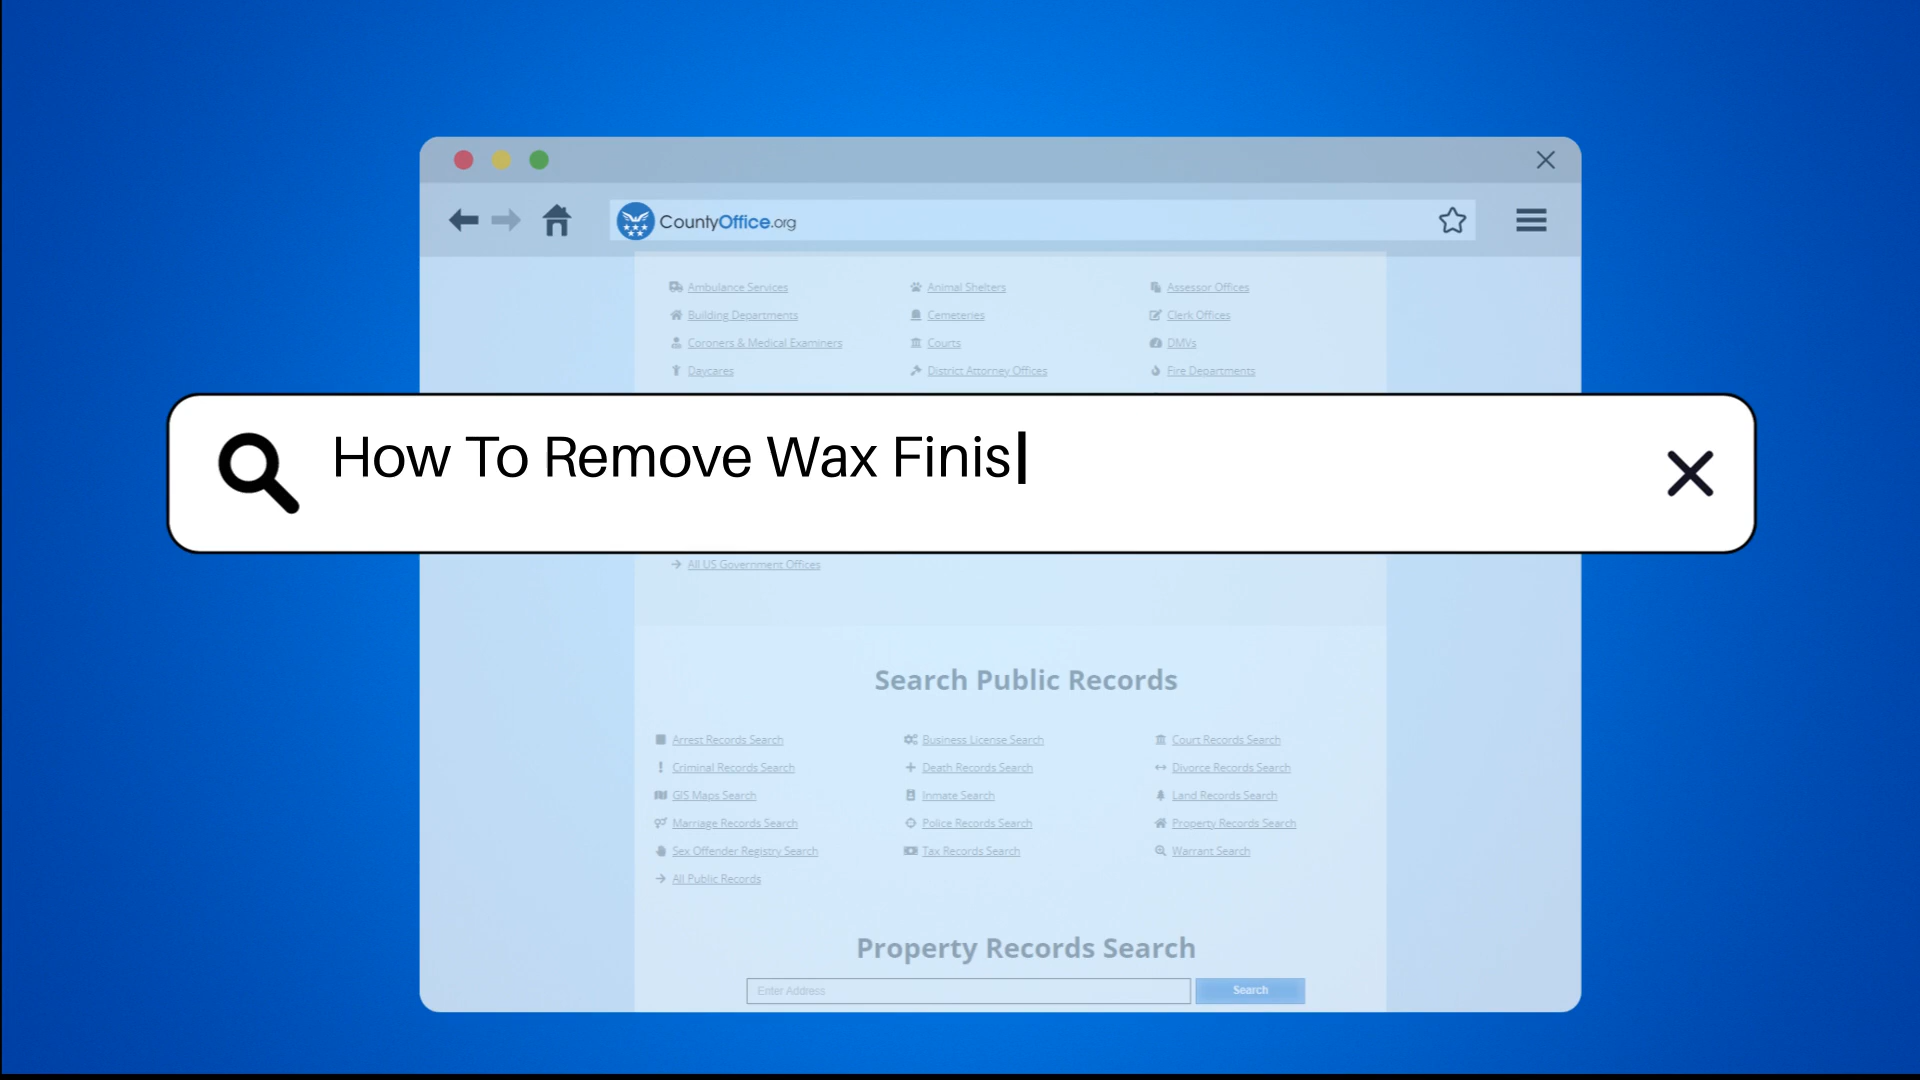 CountyOffice.org
Ambulance Services Animal Shelters Assessor Offices
Building Departments Cemeteries Clerk Offices
Coroners & Medical Examiners Courts DMVs
Daycares District Attorney Offices Fire Departments
How To Remove Wax Finis
All US Government Offices
Search Public Records
Arrest Records Search Business License Search Court Records Search
Criminal Records Search Death Records Search Divorce Records Search
GIS Maps Search Inmate Search Land Records Search
Marriage Records Search Police Records Search Property Records Search
Sex Offender Registry Search Tax Records Search Warrant Search
All Public Records
Property Records Search
Enter Address Search